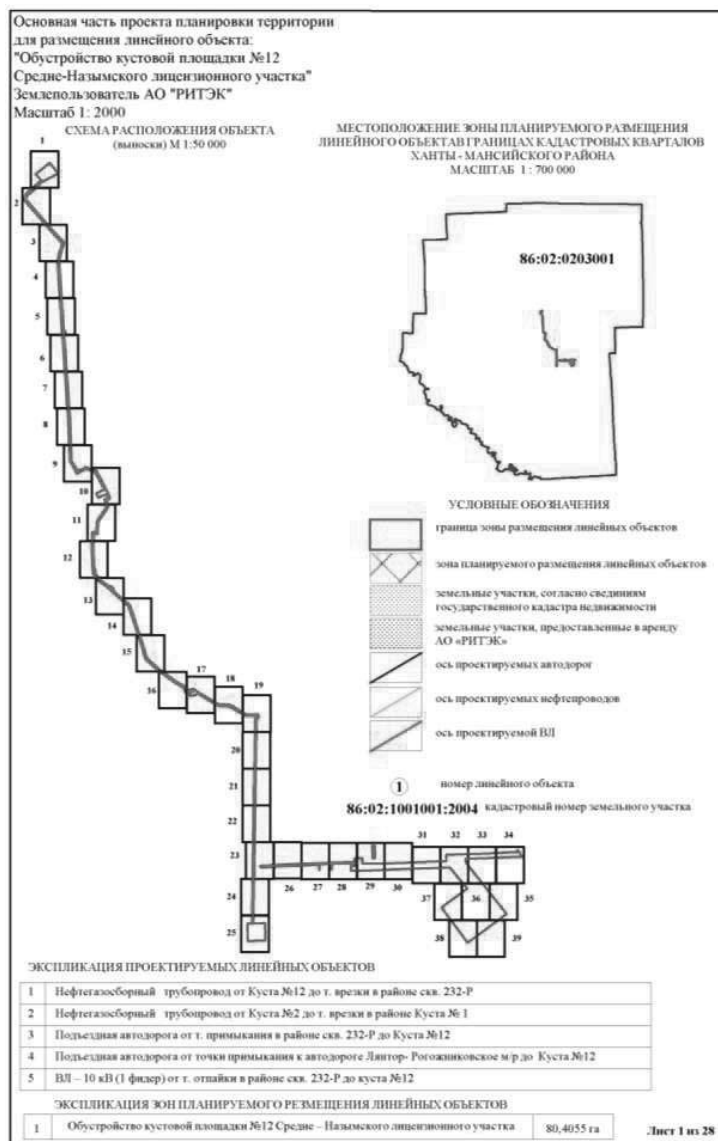 Основная часть проекта планировки территории
для размещения линейного объекта:
"Обустройство кустовой площадки №12
Средне-Назымского лицензионного участка"
Землепользователь АО "РИТЭК"
Масштаб 1: 2000
СХЕМА РАСПОЛОЖЕНИЯ ОБЪЕКТА
(выноски) М 1:50 000
МЕСТОПОЛОЖЕНИЕ ЗОНЫ ПЛАНИРУЕМОГО РАЗМЕЩЕНИЯ
ЛИНЕЙНОГО ОБЪЕКТАВ ГРАНИЦАХ КАДАСТРОВЫХ КВАРТАЛОВ
ХАНТЫ - МАНСИЙСКОГО РАЙОНА
МАСШТАБ 1 : 700 000
86:02:0203001
1
2
3
4
5
6
7
8
9
10
11
12
13
14
15
16
17
18
19
20
21
22
23
24
25
26
27
28
29
30
31
32
33
34
35
36
37
38
39
УСЛОВНЫЕ ОБОЗНАЧЕНИЯ
граница зоны размещения линейных объектов
зона планируемого размещения линейных объектов
земельные участки, согласно сведениям
государственного кадастра недвижимости
земельные участки, предоставленные в аренду
АО «РИТЭК»
ось проектируемых автодорог
ось проектируемых нефтепроводов
ось проектируемой ВЛ
1 номер линейного объекта
86:02:1001001:2004 кадастровый номер земельного участка
ЭКСПЛИКАЦИЯ ПРОЕКТИРУЕМЫХ ЛИНЕЙНЫХ ОБЪЕКТОВ
1 Нефтегазосборный трубопровод от Куста №12 до т. врезки в районе скв. 232-Р
2 Нефтегазосборный трубопровод от Куста №2 до т. врезки в районе Куста № 1
3 Подъездная автодорога от т. примыкания в районе скв. 232-Р до Куста №12
4 Подъездная автодорога от точки примыкания к автодороге Лянтор- Рогожниковское м/р до Куста №12
5 ВЛ – 10 кВ (1 фидер) от т. отпайки в районе скв. 232-Р до куста №12
ЭКСПЛИКАЦИЯ ЗОН ПЛАНИРУЕМОГО РЕЗМЕЩЕНИЯ ЛИНЕЙНЫХ ОБЪЕКТОВ
1 Обустройство кустовой площадки №12 Средне – Назымского лицензионного участка 80,4055 га
Лист 1 из 28